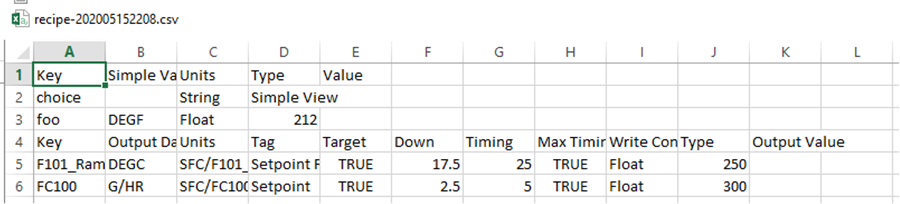 recipe-202005152208.csv
A B C D E F G H I J K L
1 Key Simple Va Units Type Value
2 choice String Simple View
3 foo DEGF Float 212
4 Key Output Da Units Tag Target Down Timing Max Timin Write Con Type Output Value
5 F101_Ram DEGC SFC/F101_ Setpoint F TRUE 17.5 25 TRUE Float 250
6 FC100 G/HR SFC/FC100 Setpoint TRUE 2.5 5 TRUE Float 300